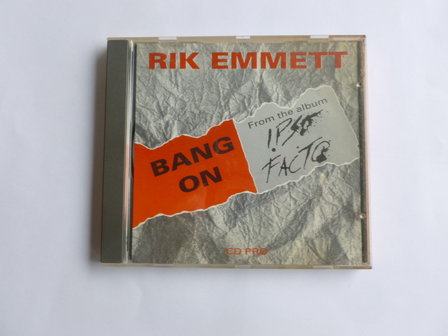 RIK EMMETT
From the album
IPSO
FACTO
BANG
ON
CD PRO